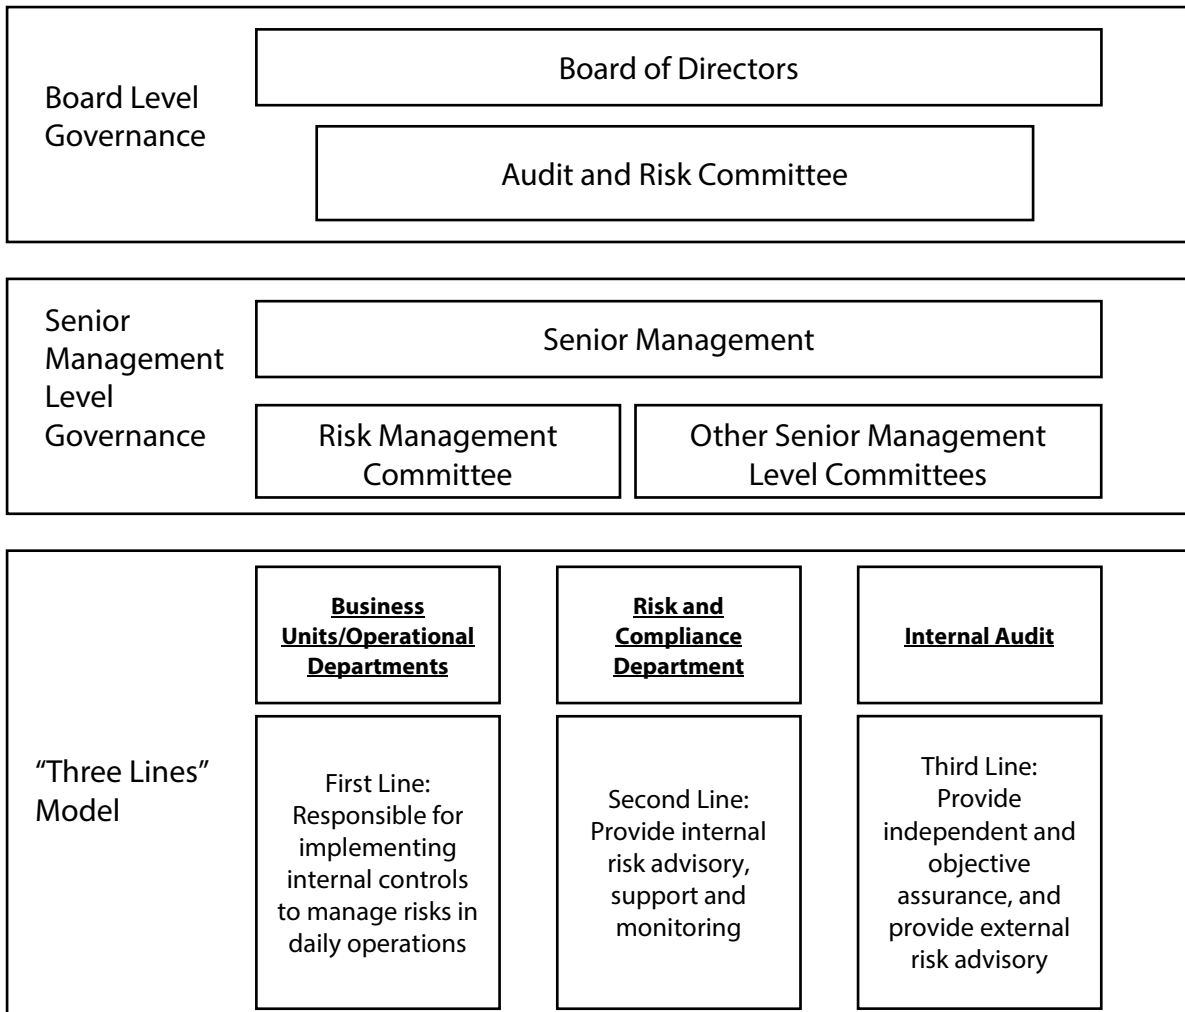 Board Level
Governance
Board of Directors
Audit and Risk Committee
Senior
Management
Level
Governance
Senior Management
Risk Management
Committee
Other Senior Management
Level Committees
"Three Lines"
Model
Business
Units/Operational
Departments
First Line:
Responsible for
implementing
internal controls
to manage risks in
daily operations
Risk and
Compliance
Department
Second Line:
Provide internal
risk advisory,
support and
monitoring
Internal Audit
Third Line:
Provide
independent and
objective
assurance, and
provide external
risk advisory